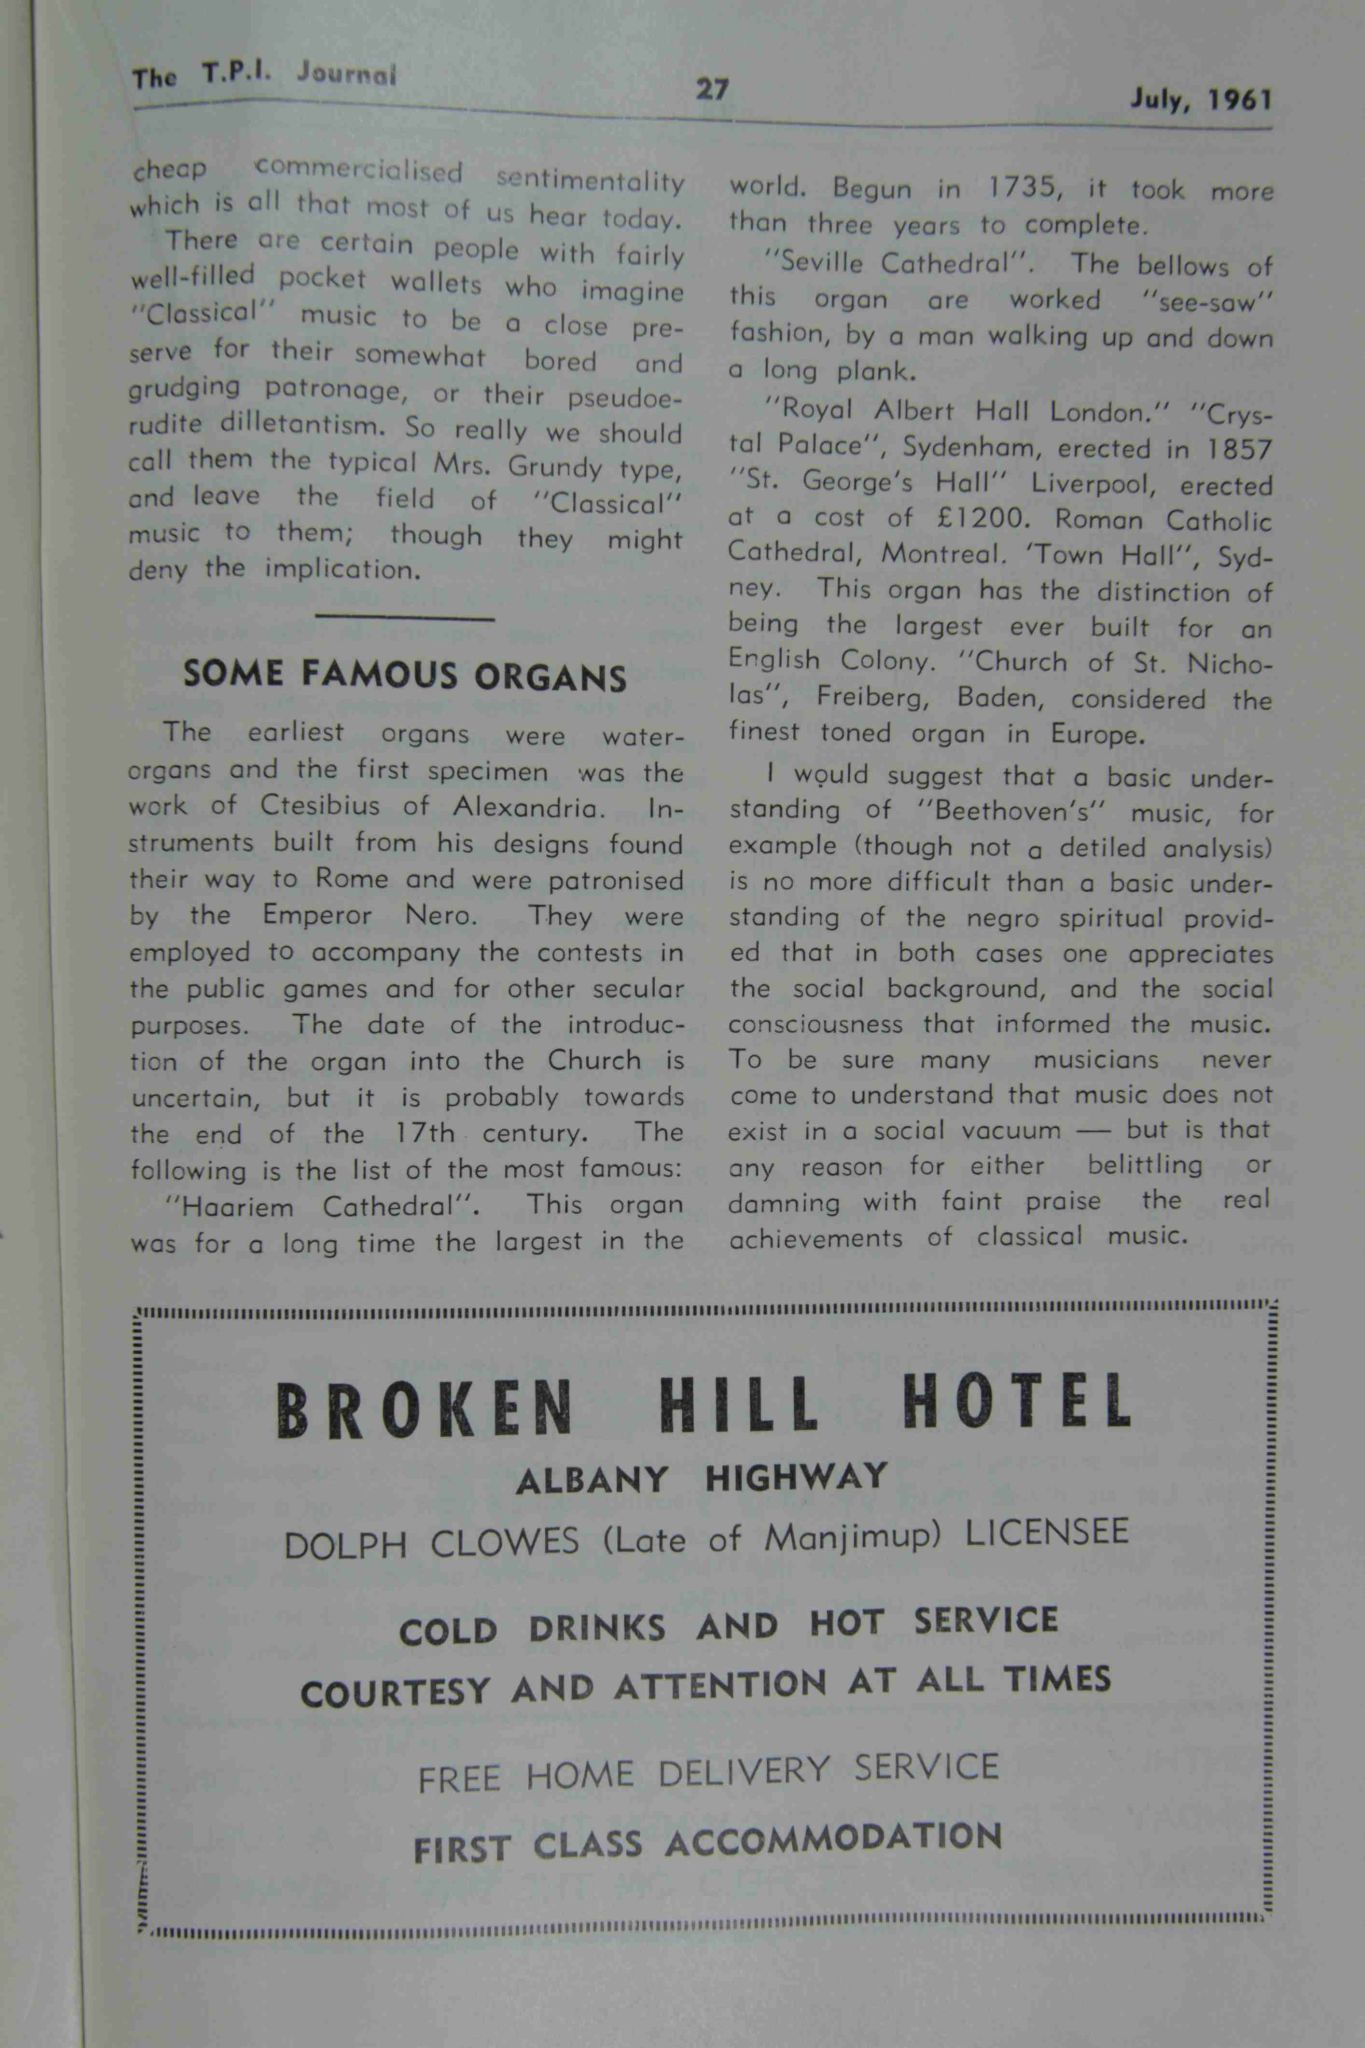 The T.P.I. Journal 27 July, 1961
cheap commercialised sentimentality
which is all that most of us hear today.
There are certain people with fairly
well-filled pocket wallets who imagine
"Classical" music to be a close pre-
serve for their somewhat bored and
grudging patronage, or their pseudoe-
rudite dilletantism. So really we should
call them the typical Mrs. Grundy type,
and leave the field of "Classical"
music to them; though they might
deny the implication.
SOME FAMOUS ORGANS
The earliest organs were water-
organs and the first specimen was the
work of Ctesibius of Alexandria. In-
struments built from his designs found
their way to Rome and were patronised
by the Emperor Nero. They were
employed to accompany the contests in
the public games and for other secular
purposes. The date of the introduc-
tion of the organ into the Church is
uncertain, but it is probably towards
the end of the 17th century. The
following is the list of the most famous:
"Haariem Cathedral". This organ
was for a long time the largest in the
world. Begun in 1735, it took more
than three years to complete.
"Seville Cathedral". The bellows of
this organ are worked "see-saw"
fashion, by a man walking up and down
a long plank.
"Royal Albert Hall London." "Crys-
tal Palace", Sydenham, erected in 1857
"St. George's Hall" Liverpool, erected
at a cost of £1200. Roman Catholic
Cathedral, Montreal. 'Town Hall", Syd-
ney. This organ has the distinction of
being the largest ever built for an
English Colony. "Church of St. Nicho-
las", Freiberg, Baden, considered the
finest toned organ in Europe.
I would suggest that a basic under-
standing of "Beethoven's" music, for
example (though not a detiled analysis)
is no more difficult than a basic under-
standing of the negro spiritual provid-
ed that in both cases one appreciates
the social background, and the social
consciousness that informed the music.
To be sure many musicians never
come to understand that music does not
exist in a social vacuum — but is that
any reason for either belittling or
damning with faint praise the real
achievements of classical music.
BROKEN HILL HOTEL
ALBANY HIGHWAY
DOLPH CLOWES (Late of Manjimup) LICENSEE
COLD DRINKS AND HOT SERVICE
COURTESY AND ATTENTION AT ALL TIMES
FREE HOME DELIVERY SERVICE
FIRST CLASS ACCOMMODATION